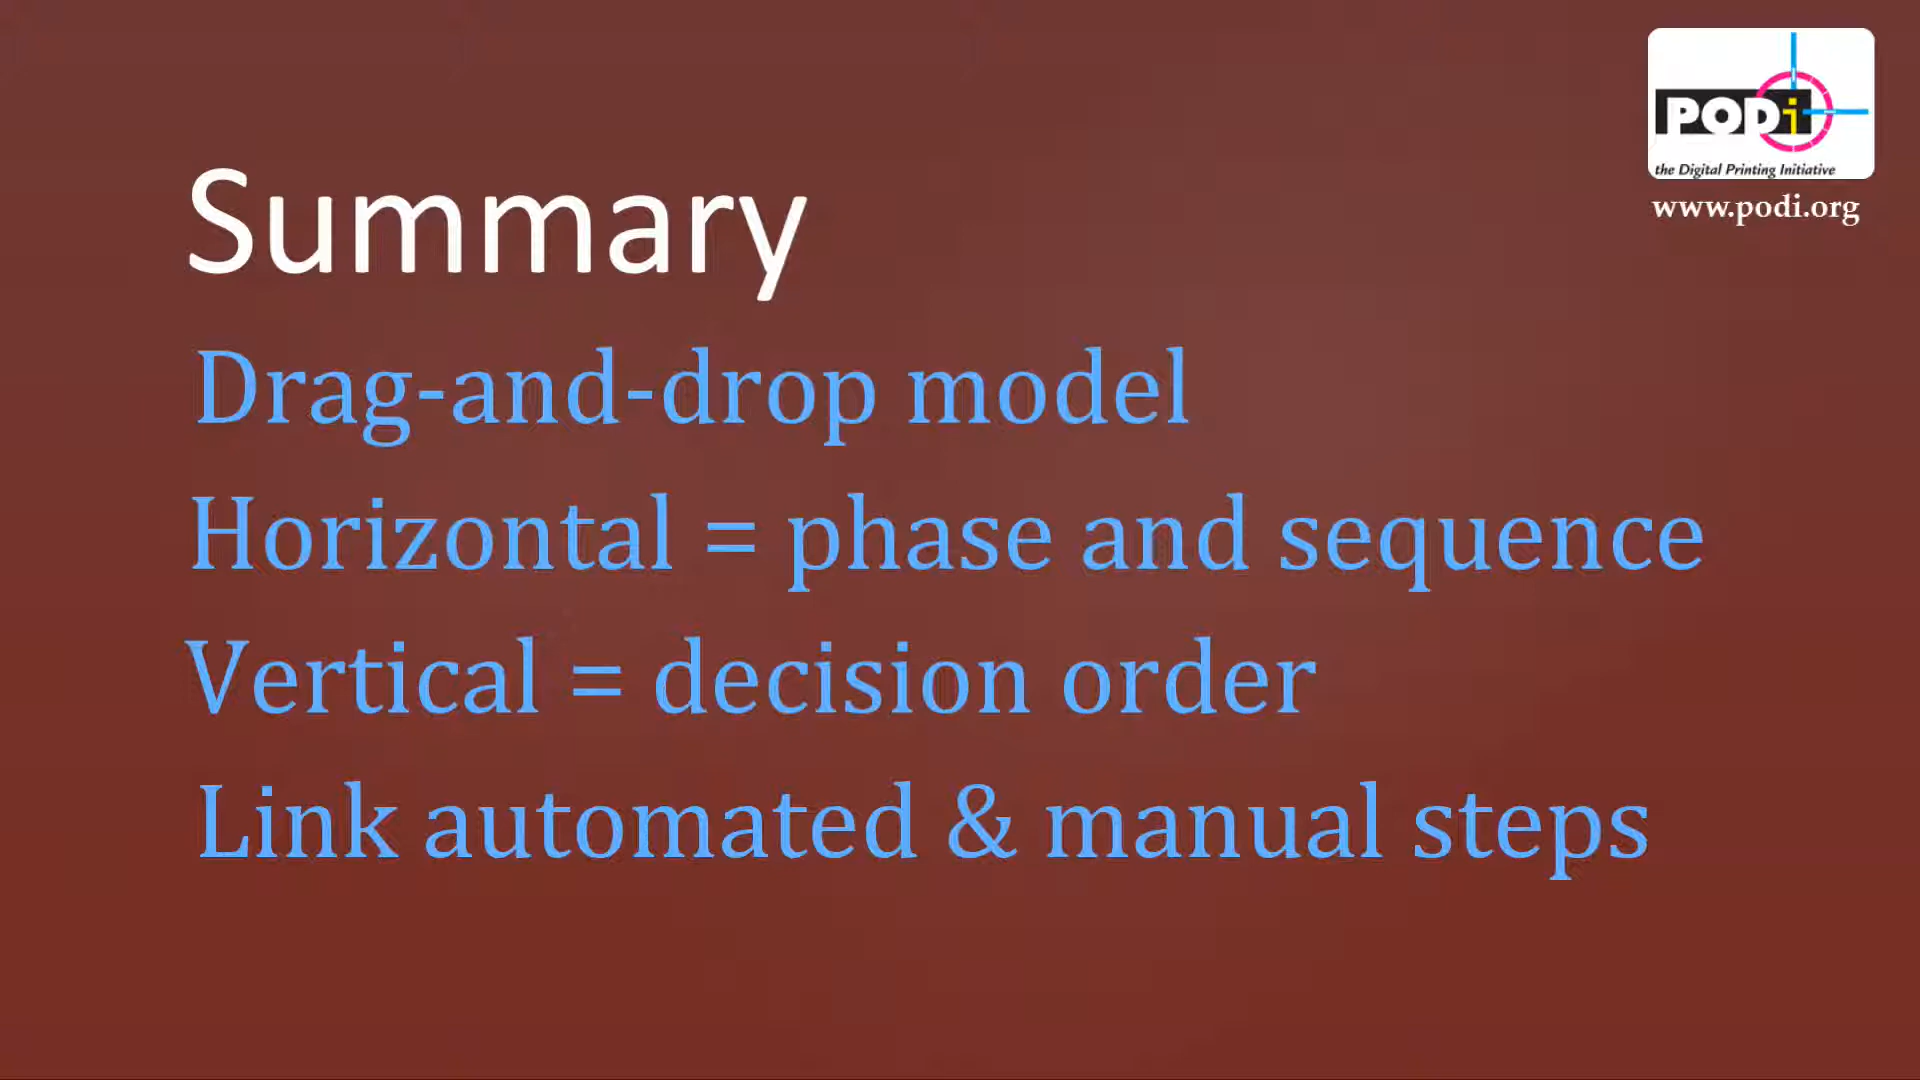 PODi
the Digital Printing Initiative
www.podi.org
Summary
Drag-and-drop model
Horizontal = phase and sequence
Vertical = decision order
Link automated & manual steps